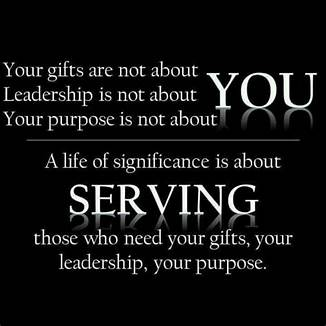 Your gifts are not about
Leadership is not about YOU
Your purpose is not about
A life of significance is about
SERVING
those who need your gifts, your
leadership, your purpose.